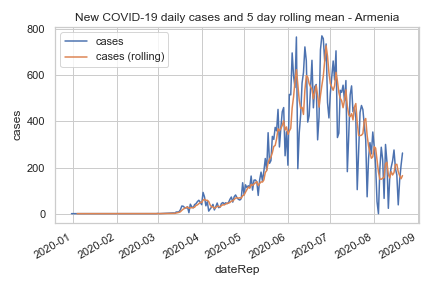 New COVID-19 daily cases and 5 day rolling mean - Armenia
cases
cases (rolling)
800
600
400
200
0
cases
2020-01
2020-02
2020-03
2020-04
2020-05
2020-06
2020-07
2020-08
2020-09
dateRep